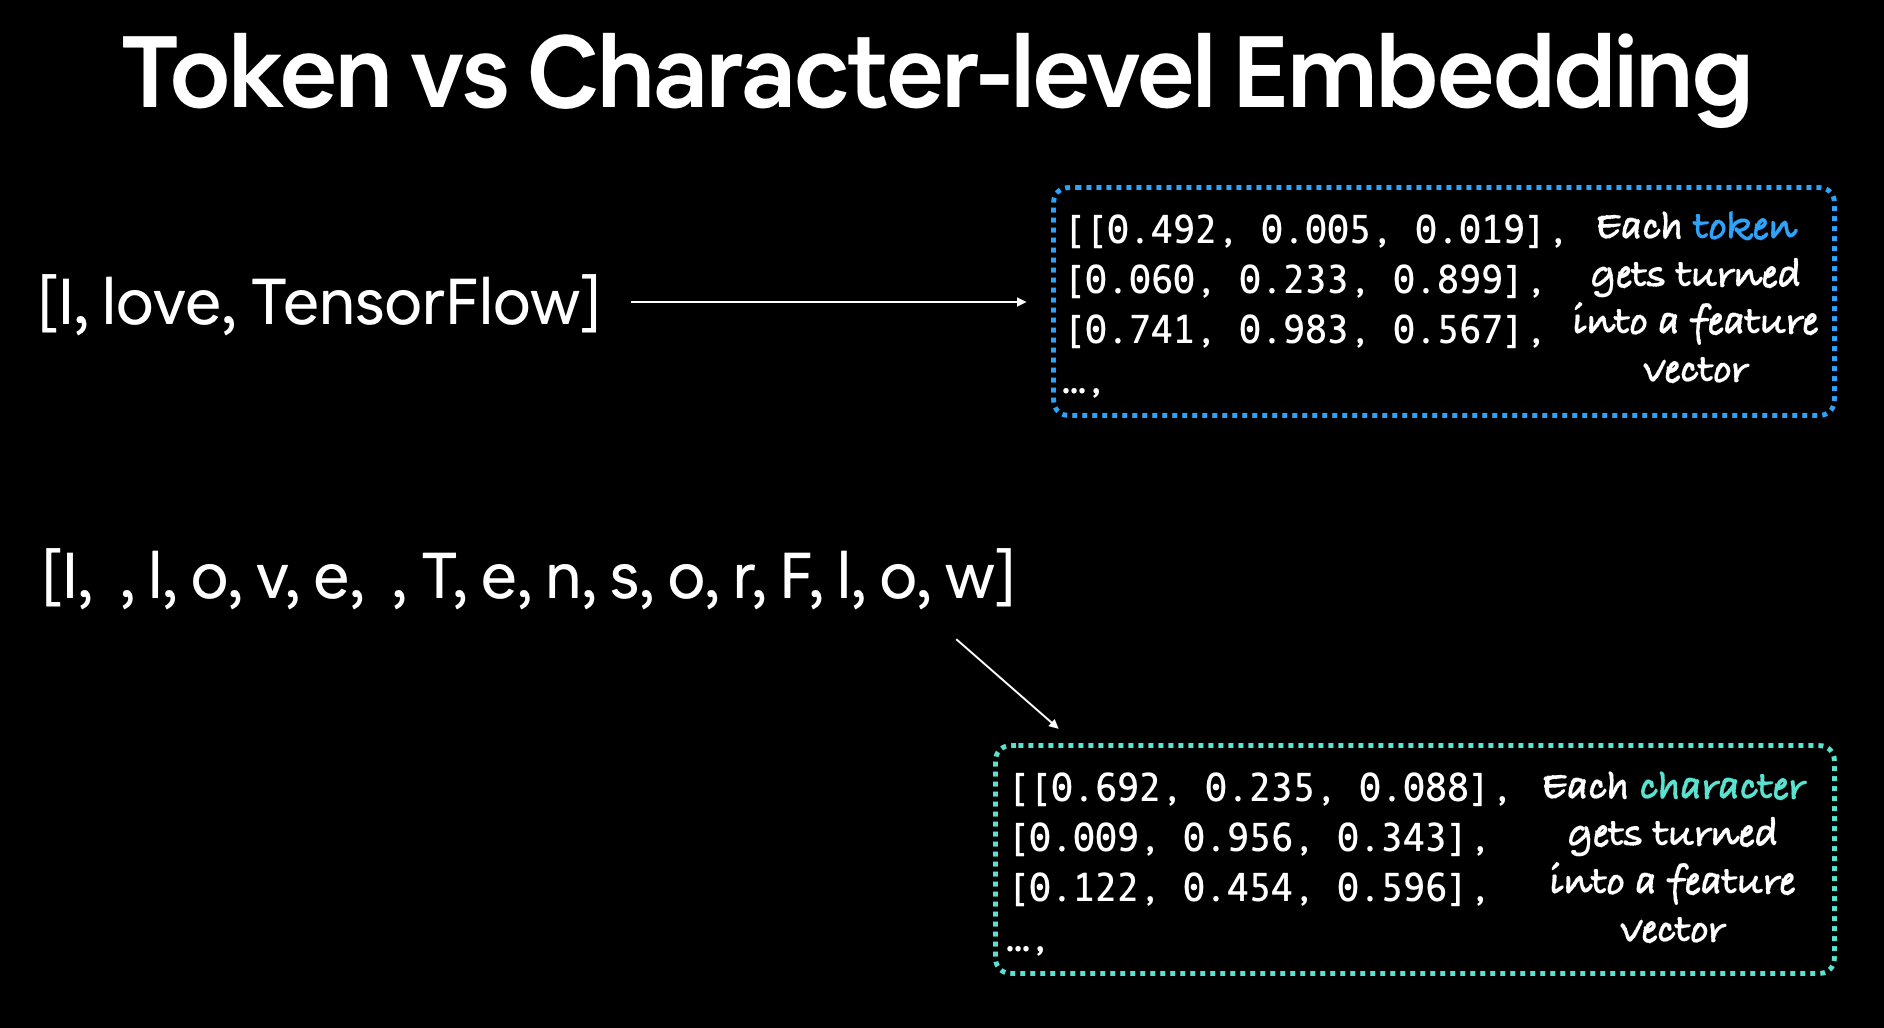 Token vs Character-level Embedding
[I, love, TensorFlow]
[[0.492, 0.005, 0.019],
[0.060, 0.233, 0.899],
[0.741, 0.983, 0.567],
…,
Each token
gets turned
into a feature
vector
[I,  , l, o, v, e,  , T, e, n, s, o, r, F, l, o, w]
[[0.692, 0.235, 0.088],
[0.009, 0.956, 0.343],
[0.122, 0.454, 0.596],
…,
Each character
gets turned
into a feature
vector